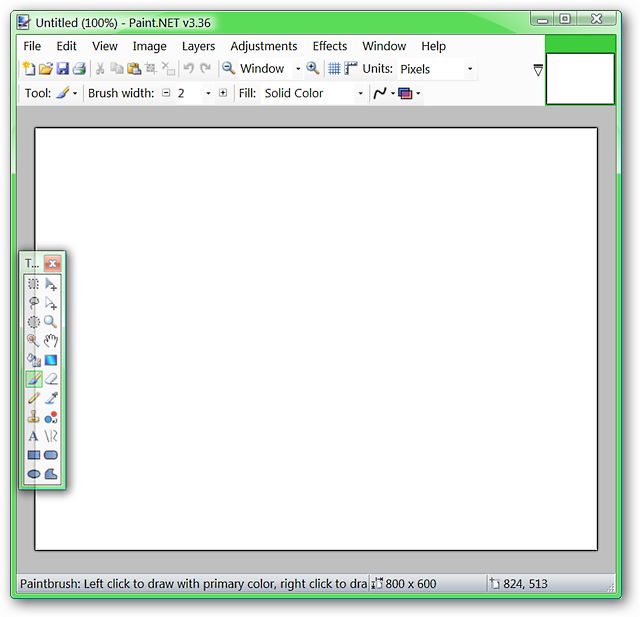 Untitled (100%) - Paint.NET v3.36
File Edit View Image Layers Adjustments Effects Window Help
Window Units: Pixels
Tool: Brush width: 2 Fill: Solid Color
T...
A
Paintbrush: Left click to draw with primary color, right click to dra 800 x 600 824, 513